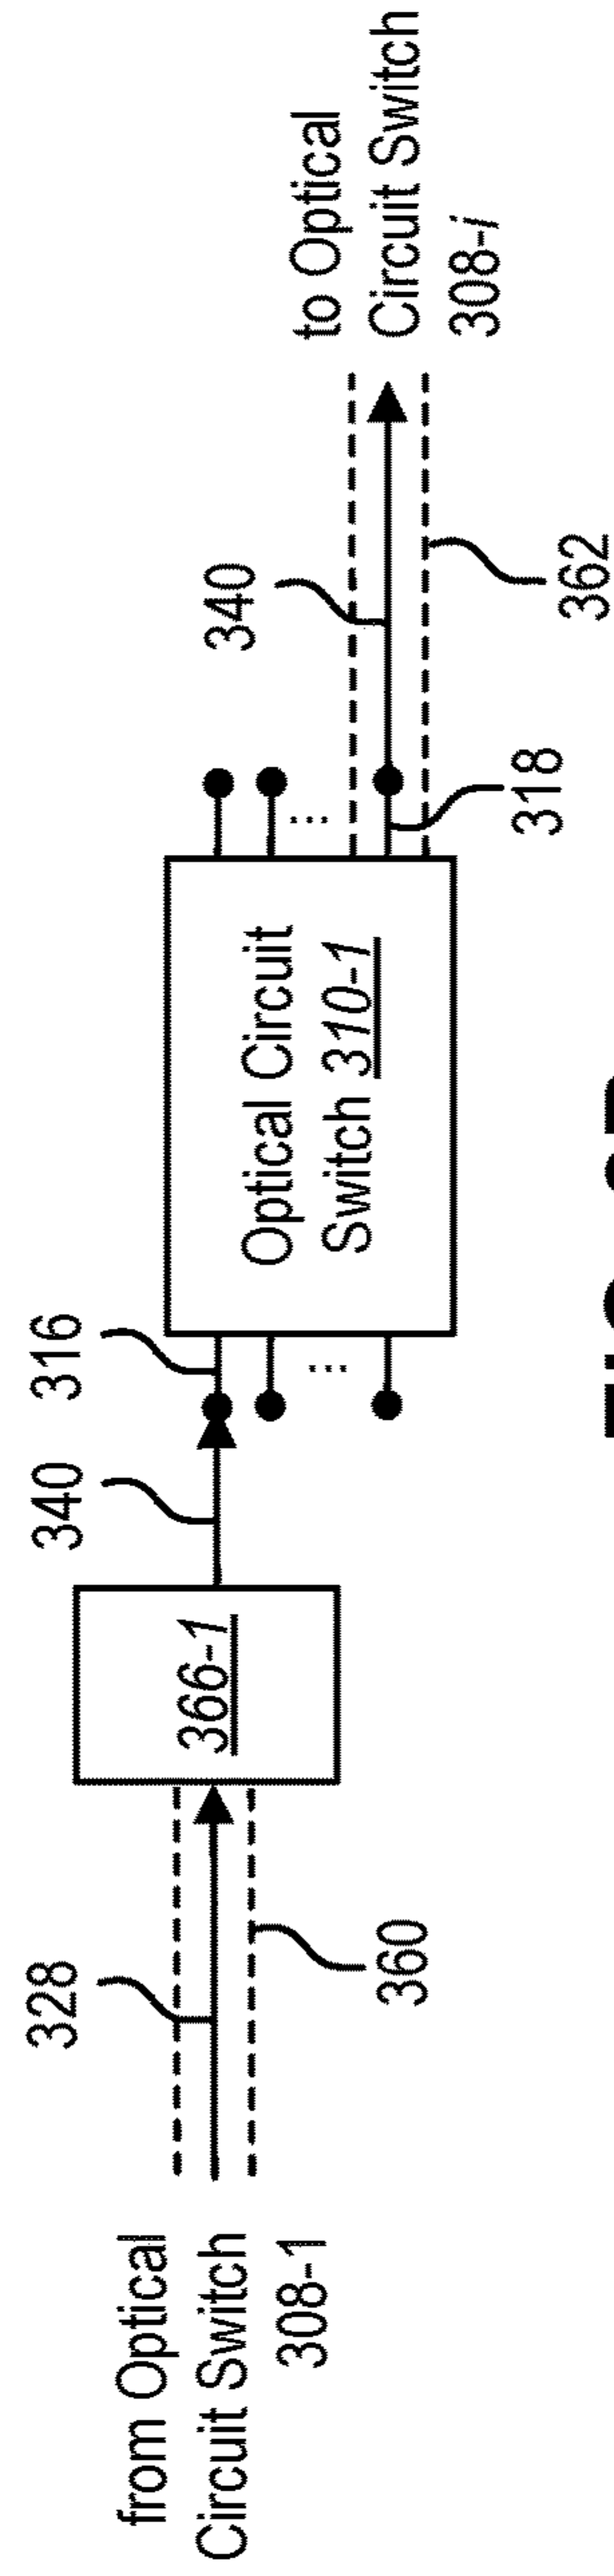 from Optical
Circuit Switch
308-1
328
360
366-1
340
316
Optical Circuit
Switch 310-1
318
340
362
to Optical
Circuit Switch
308-i